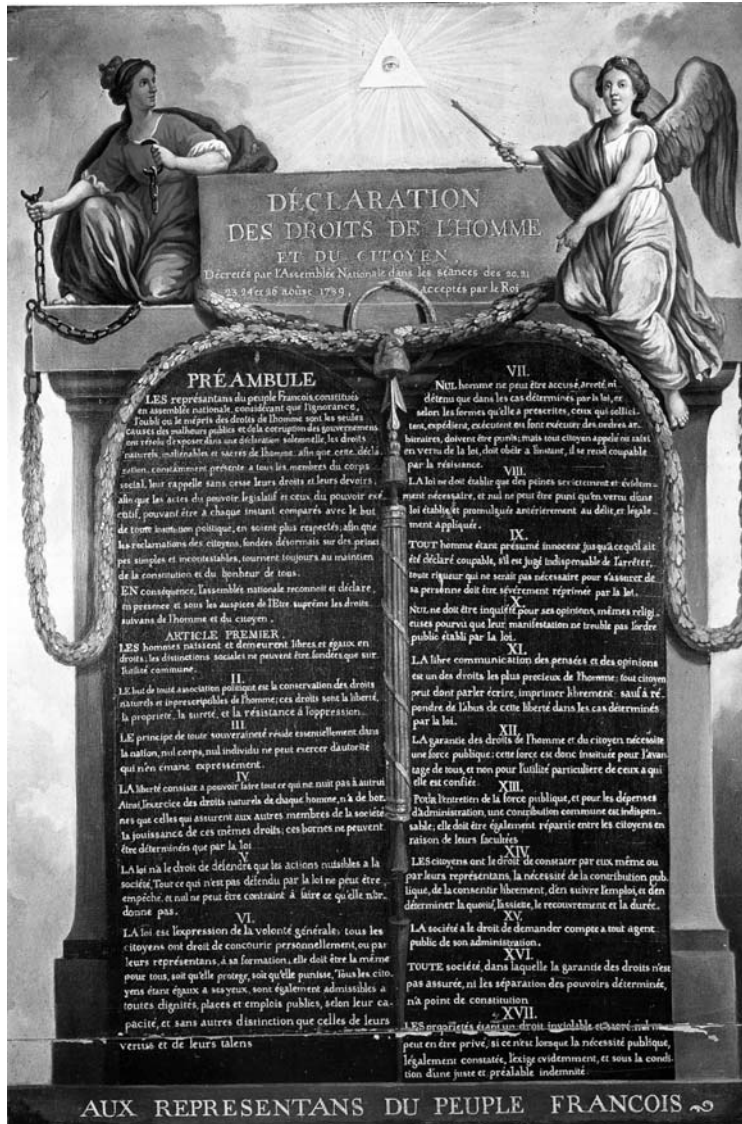 DÉCLARATION
DES DROITS DE L'HOMME
ET DU CITOYEN,
Décretés par l'Assemblée Nationale dans les séances des 20, 21
23, 24 et 26 août 1789, acceptés par le Roi
PRÉAMBULE
LES représentans du peuple François, constitués
en assemblée nationale, considérant que l'ignorance,
l'oubli ou le mépris des droits de l'homme sont les seules
causes des malheurs publics et de la corruption des gouvernemens
ont résolu d'exposer dans une déclaration solemnelle, les droits
naturels, inaliénables et sacrés de l'homme: afin que cette décla
ration, constamment présente a tous les membres du corps
social, leur rappelle sans cesse leurs droits et leurs devoirs;
afin que les actes du pouvoir législatif et ceux du pouvoir exé
cutif, pouvant être à chaque instant comparés avec le but
de toute institution politique, en soient plus respectés; afin que
les réclamations des citoyens, fondées désormais sur des princi
pes simples et incontestables, tournent toujours au maintien
de la constitution et du bonheur de tous.
EN conséquence, l'assemblée nationale reconnoit et déclare,
en présence et sous les auspices de l'Etre suprême les droits
suivans de l'homme et du citoyen.
ARTICLE PREMIER.
LES hommes naissent et demeurent libres et égaux en
droits; les distinctions sociales ne peuvent être fondées que sur
l'utilité commune.
II.
LE but de toute association politique est la conservation des droits
naturels et imprescriptibles de l'homme; ces droits sont la liberté,
la propriete, la sureté, et la résistance à l'oppression.
III.
LE principe de toute souveraineté réside essentiellement dans
la nation, nul corps, nul individu ne peut exercer d'autorité
qui n'en émane expressement.
IV.
LA liberté consiste a pouvoir faire tout ce qui ne nuit pas à autrui
Ainsi, l'exercice des droits naturels de chaque homme, n'a de bor
nes que celles qui assurent aux autres membres de la société
la jouissance de ces mêmes droits; ces bornes ne peuvent
être déterminées que par la loi
V.
LA loi n'a le droit de défendre que les actions nuisibles a la
société. Tout ce qui n'est pas défendu par la loi ne peut être
empêché, et nul ne peut être contraint à faire ce qu'elle n'or-
donne pas.
VI.
LA loi est l'expression de la volonté générale; tous les
citoyens ont droit de concourir personnellement, ou par
leurs représentans, à sa formation; elle doit être la même
pour tous, soit qu'elle protege, soit qu'elle punisse, Tous les cito-
yens étant égaux à ses yeux, sont également admissibles a
toutes dignités, places et emplois publics, selon leur ca-
pacité, et sans autres distinction que celles de leurs
vertus et de leurs talens
VII.
NUL homme ne peut être accusé, arreté ni
détenu que dans les cas déterminés par la loi, et
selon les formes qu'elle a prescrites, ceux qui sollici-
tent, expédient, exécutent ou font exécuter des ordres ar-
bitraires, doivent être punis; mais tout citoyen appelé ou saisi
en vertu de la loi, doit obéir a l'instant, il se rend coupable
par la résistance.
VIII.
LA loi ne doit établir que des peines strictement et évidem-
ment nécessaire, et nul ne peut être puni qu'en vertu d'une
loi établie et promulguée antérierement au délit, et légale-
ment appliquée.
IX.
TOUT homme étant présumé innocent jusqu'a ce qu'il ait
été déclaré coupable, s'il est jugé indispensable de l'arrêter,
toute rigueur qui ne serait pas nécessaire pour s'assurer de
sa personne doit être sévèrement réprimée par la loi.
X.
NUL ne doit être inquiété pour ses opinions, mêmes religi-
euses pourvu que leur manifestation ne trouble pas l'ordre
public établi par la loi.
XI.
LA libre communication des pensées et des opinions
est un des droits les plus precieux de l'homme; tout citoyen
peut donc parler écrire, imprimer librement: sauf à ré-
pondre de l'abus de cette liberté dans les cas déterminés
par la loi.
XII.
LA garantie des droits de l'homme et du citoyen nécessite
une force publique; cette force est donc instituée pour l'avan-
tage de tous, et non pour l'utilité particuliere de ceux a qui
elle est confiée.
XIII.
Pour l'entretien de la force publique, et pour les dépenses
d'administration, une contribution commune est indispen-
sable; elle doit être également répartie entre les citoyens en
raison de leurs facultées
XIV.
LES citoyens ont le droit de constater par eux même ou
par leurs représentans, la nécessité de la contribution pub-
lique, de la consentir librement, d'en suivre l'emploi, et d'en
déterminer la quotité, l'assiette, le recouvrement et la durée.
XV.
LA société a le droit de demander compte a tout agent
public de son administration.
XVI.
TOUTE société, dans laquelle la garantie des droits n'est
pas assurée, ni les séparation des pouvoirs déterminée,
n'a point de constitution
XVII.
LES propriétés étant un droit inviolable et sacré, nul ne
peut en être privé, si ce n'est lorsque la nécessité publique,
légalement constatée, l'exige evidemment, et sous la condi-
tion d'une juste et préalable indemnité.
AUX REPRESENTANS DU PEUPLE FRANCOIS